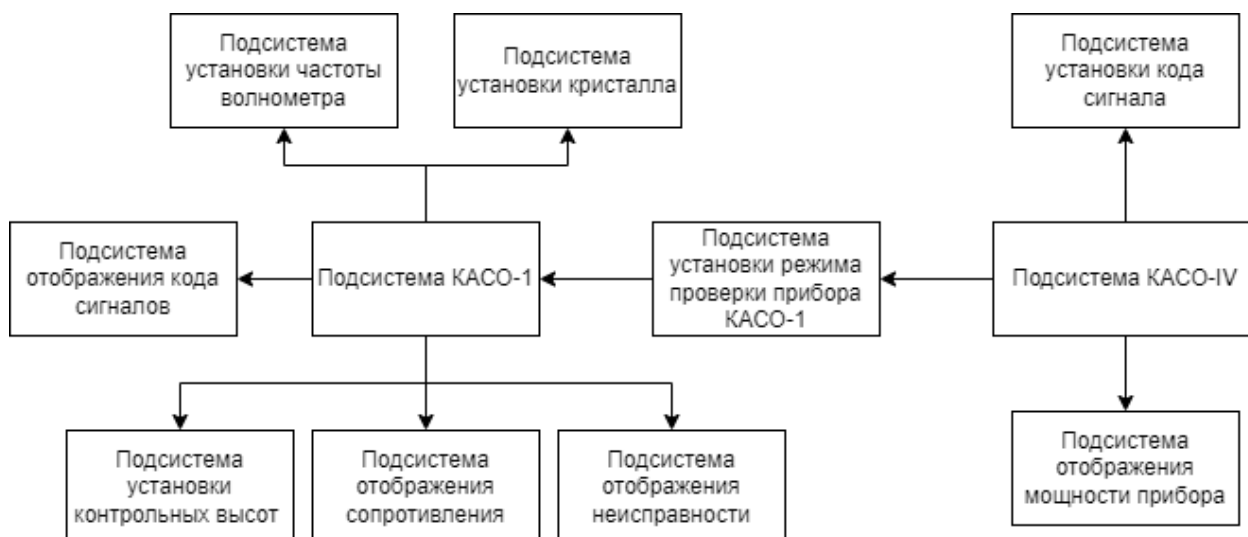 Подсистема
установки частоты
волнометра
Подсистема
установки кристалла
Подсистема
установки кода
сигнала
Подсистема
отображения кода
сигналов
Подсистема КАСО-1
Подсистема
установки режима
проверки прибора
КАСО-1
Подсистема КАСО-IV
Подсистема
установки
контрольных высот
Подсистема
отображения
сопротивления
Подсистема
отображения
неисправности
Подсистема
отображения
мощности прибора